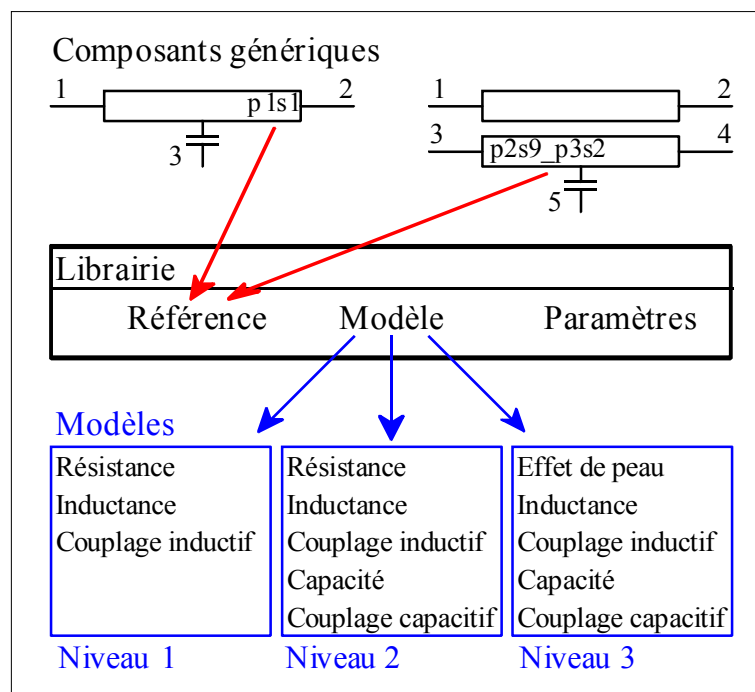 Composants génériques
1 p1s1 2
3
1 2
3 p2s9_p3s2 4
5
Librairie
Référence Modèle Paramètres
Modèles
Résistance
Inductance
Couplage inductif
Niveau 1
Résistance
Inductance
Couplage inductif
Capacité
Couplage capacitif
Niveau 2
Effet de peau
Inductance
Couplage inductif
Capacité
Couplage capacitif
Niveau 3